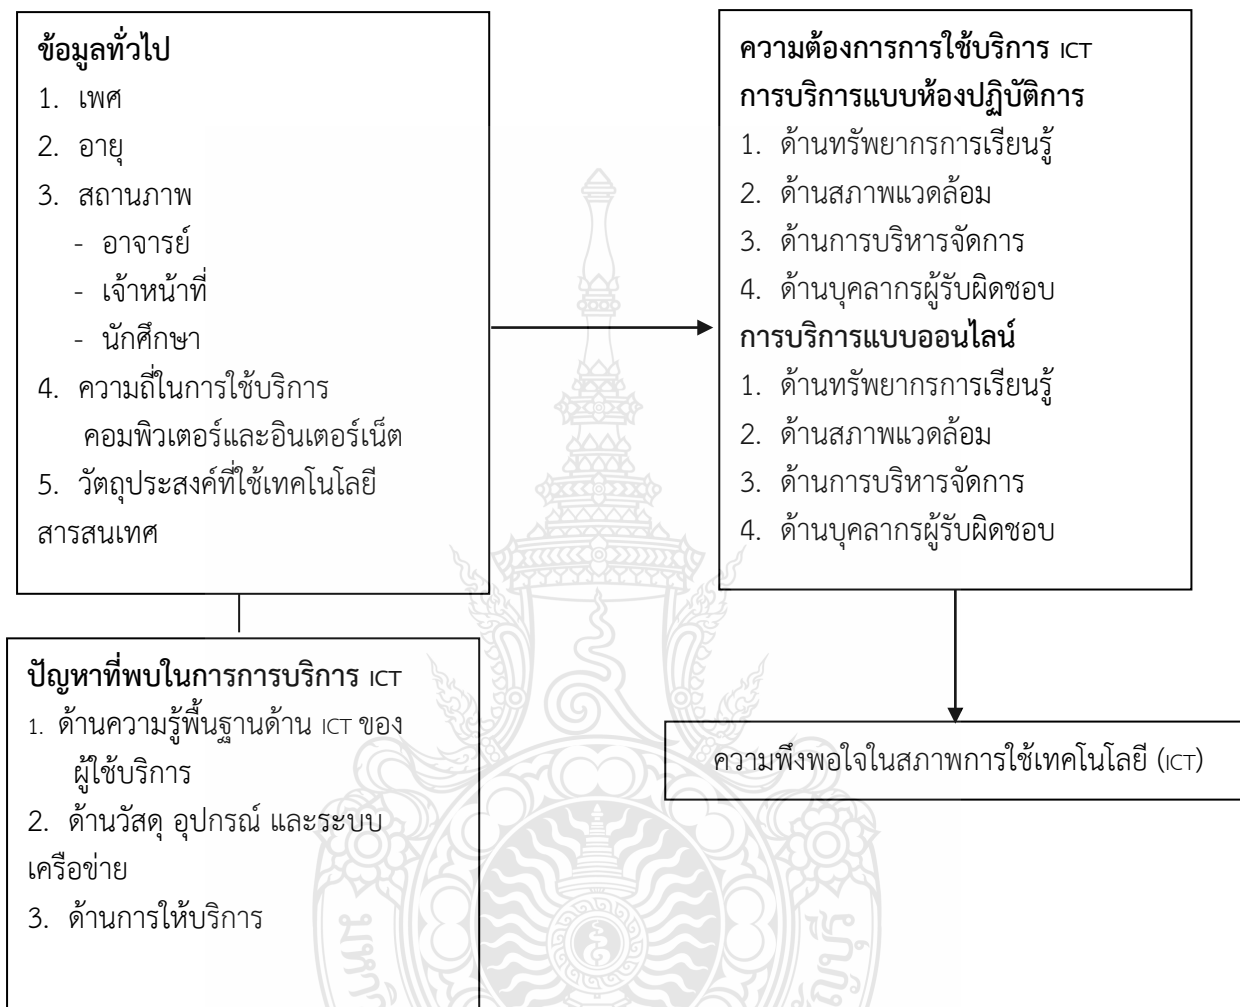 ข้อมูลทั่วไป
1. เพศ
2. อายุ
3. สถานภาพ
- อาจารย์
- เจ้าหน้าที่
- นักศึกษา
4. ความถี่ในการใช้บริการ
คอมพิวเตอร์และอินเตอร์เน็ต
5. วัตถุประสงค์ที่ใช้เทคโนโลยี
สารสนเทศ
ปัญหาที่พบในการการบริการ ICT
1. ด้านความรู้พื้นฐานด้าน ICT ของ
ผู้ใช้บริการ
2. ด้านวัสดุ อุปกรณ์ และระบบ
เครือข่าย
3. ด้านการให้บริการ
ความต้องการการใช้บริการ ICT
การบริการแบบห้องปฏิบัติการ
1. ด้านทรัพยากรการเรียนรู้
2. ด้านสภาพแวดล้อม
3. ด้านการบริหารจัดการ
4. ด้านบุคลากรผู้รับผิดชอบ
การบริการแบบออนไลน์
1. ด้านทรัพยากรการเรียนรู้
2. ด้านสภาพแวดล้อม
3. ด้านการบริหารจัดการ
4. ด้านบุคลากรผู้รับผิดชอบ
ความพึงพอใจในสภาพการใช้เทคโนโลยี (ICT)